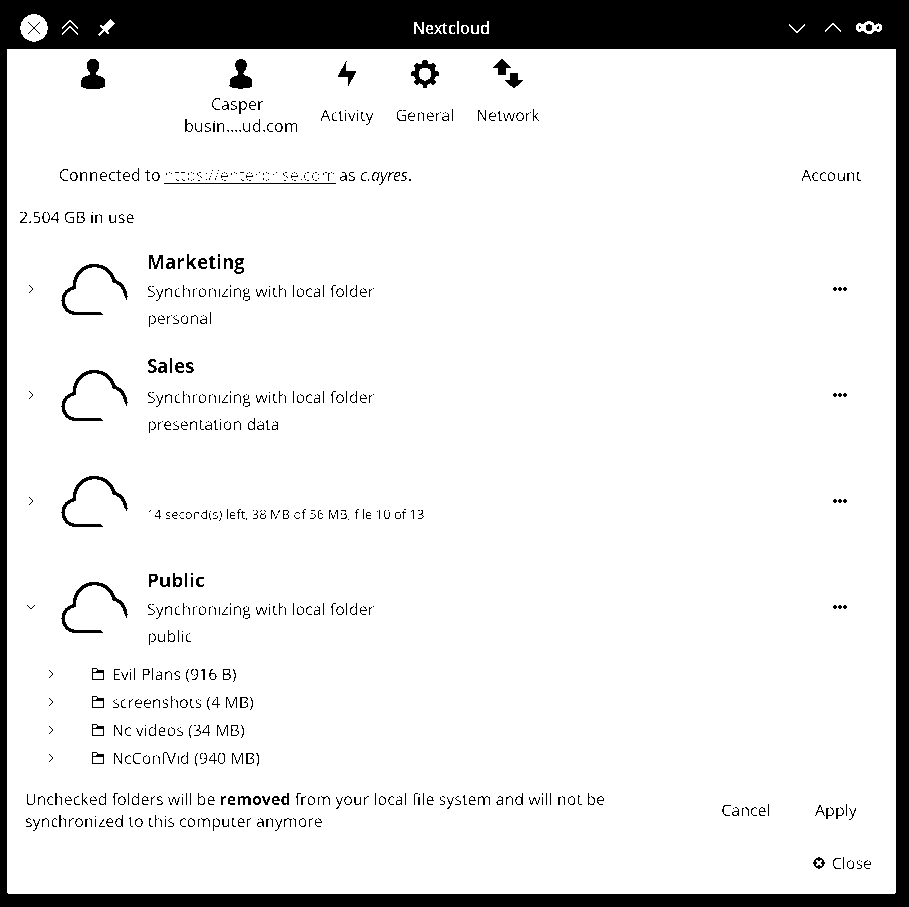 Nextcloud
Casper
busin....ud.com
Activity
General
Network
Connected to https://enterprise.com as c.ayres.
Account
2.504 GB in use
Marketing
Synchronizing with local folder
personal
Sales
Synchronizing with local folder
presentation data
14 second(s) left, 38 MB of 56 MB, file 10 of 13
Public
Synchronizing with local folder
public
Evil Plans (916 B)
screenshots (4 MB)
Nc videos (34 MB)
NcConfVid (940 MB)
Unchecked folders will be removed from your local file system and will not be
synchronized to this computer anymore
Cancel
Apply
Close